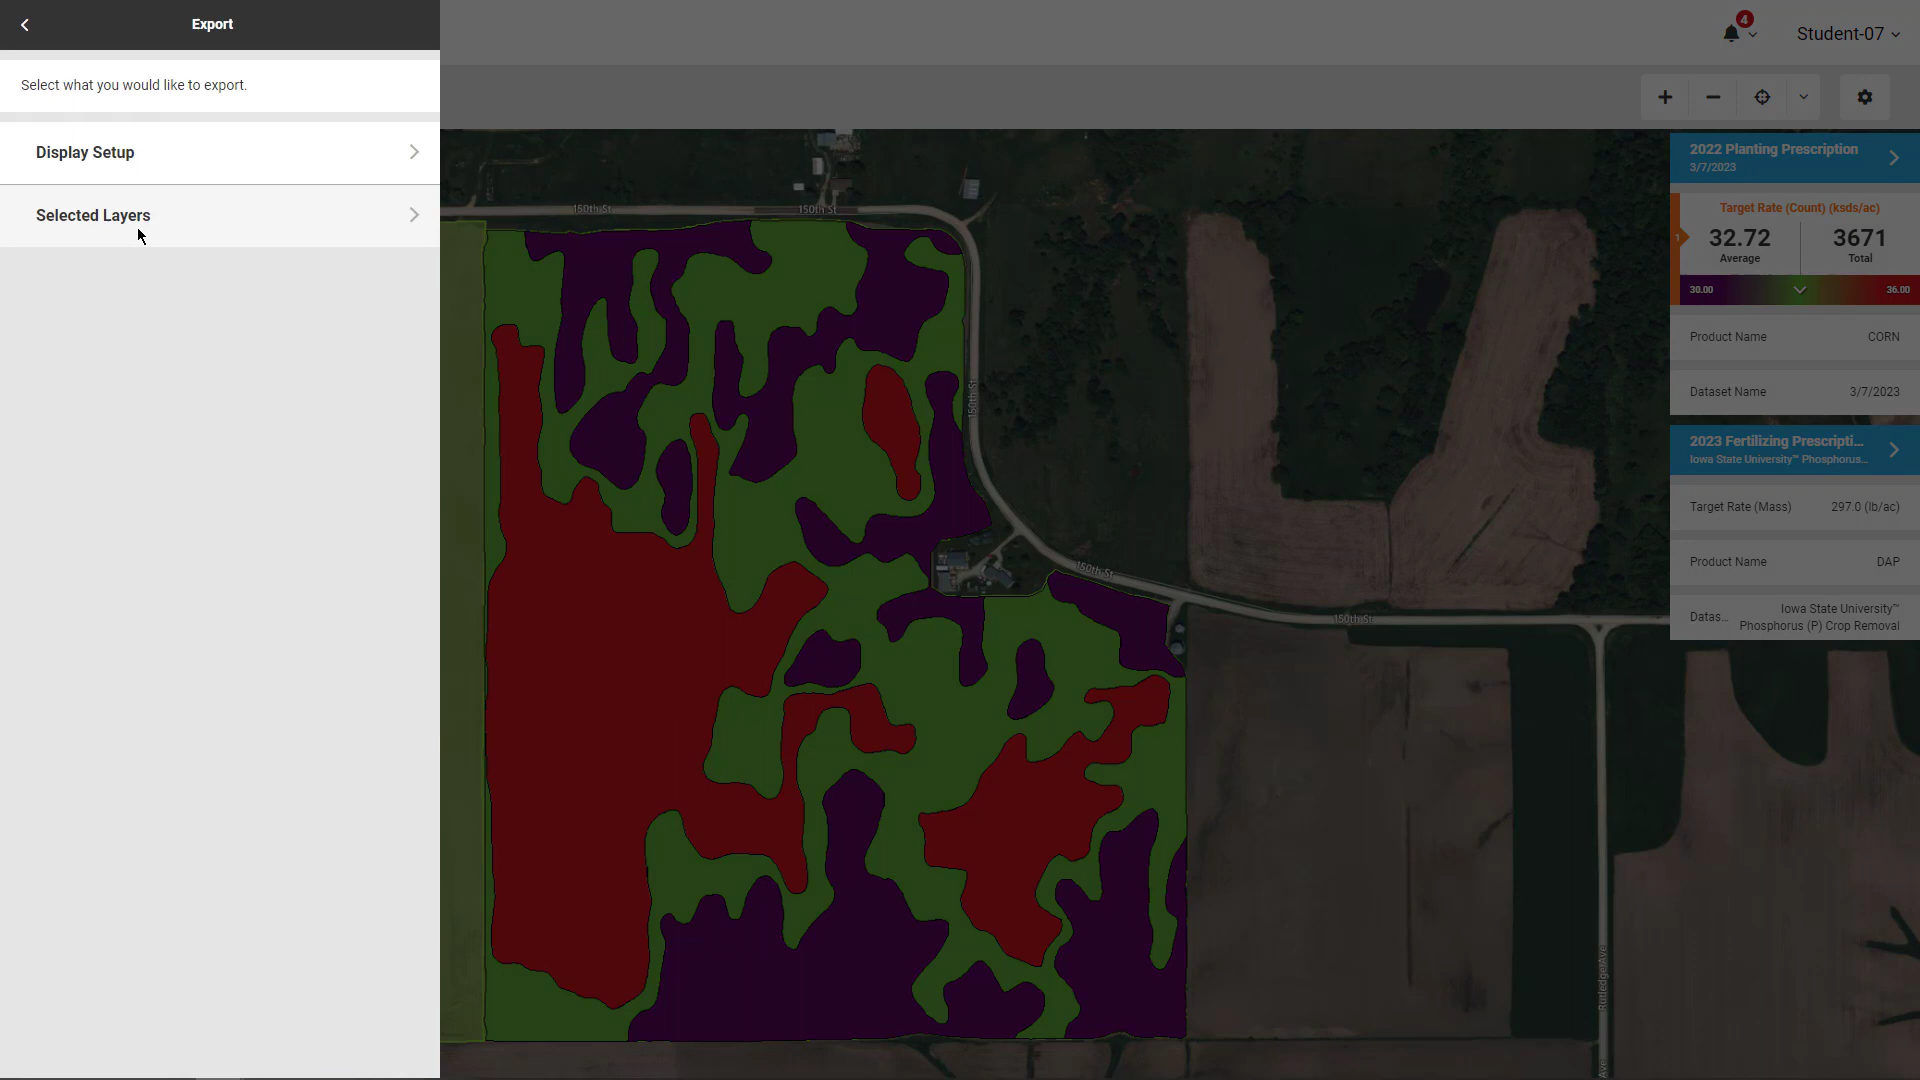 Export
Select what you would like to export.
Display Setup
Selected Layers
4
Student-07
150th St
150th St
150th St
150th St
150th St
Rutledge Ave
Ave
2022 Planting Prescription
3/7/2023
Target Rate (Count) (ksds/ac)
1
32.72
Average
3671
Total
30.00
36.00
Product Name
CORN
Dataset Name
3/7/2023
2023 Fertilizing Prescripti...
Iowa State University™ Phosphorus...
Target Rate (Mass)
297.0 (lb/ac)
Product Name
DAP
Datas...
Iowa State University™
Phosphorus (P) Crop Removal